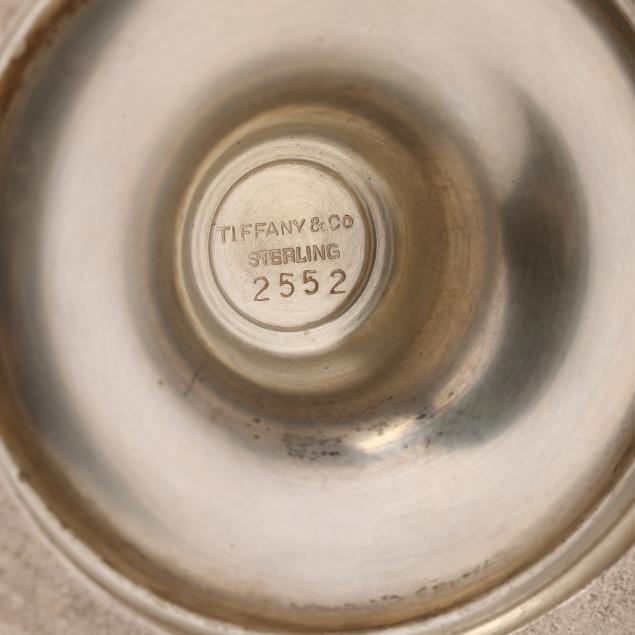 TIFFANY & Co
STERLING
2552